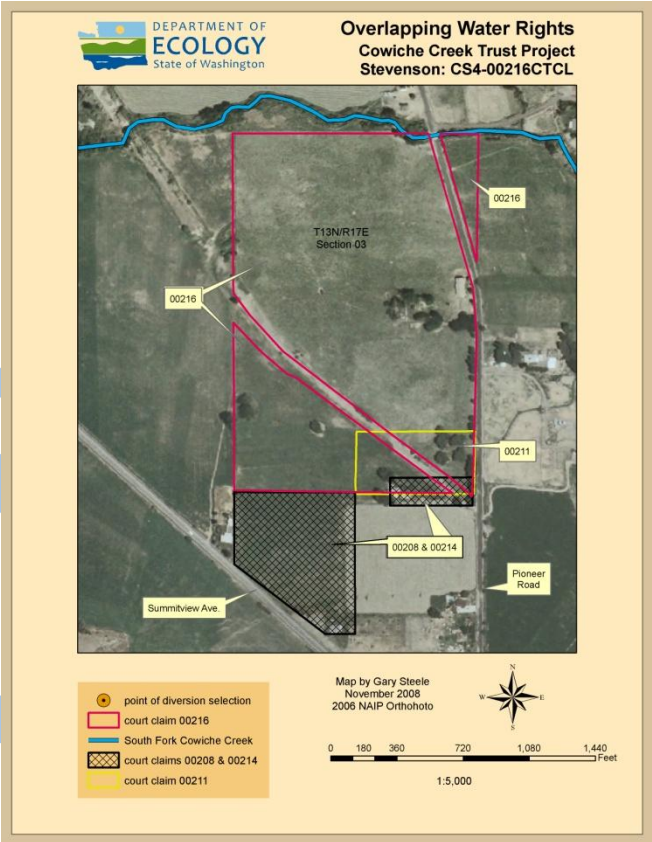 DEPARTMENT OF
ECOLOGY
State of Washington
Overlapping Water Rights
Cowiche Creek Trust Project
Stevenson: CS4-00216CTCL
00216
T13N/R17E
Section 03
00216
00211
00208 & 00214
Pioneer
Road
Summitview Ave.
point of diversion selection
court claim 00216
South Fork Cowiche Creek
court claims 00208 & 00214
court claim 00211
Map by Gary Steele
November 2008
2006 NAIP Orthohoto
N
W E
S
0 180 360 720 1,080 1,440
Feet
1:5,000